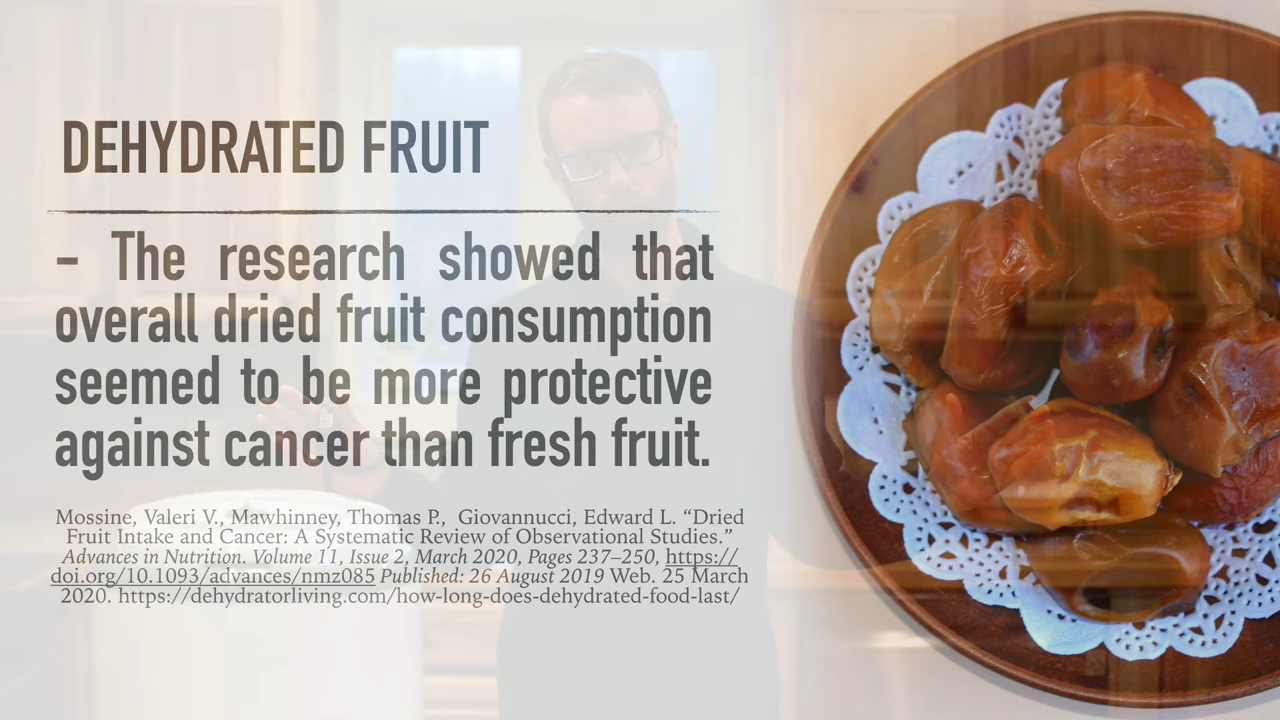 DEHYDRATED FRUIT
– The research showed that
overall dried fruit consumption
seemed to be more protective
against cancer than fresh fruit.
Mossine, Valeri V., Mawhinney, Thomas P., Giovannucci, Edward L. “Dried
Fruit Intake and Cancer: A Systematic Review of Observational Studies.”
Advances in Nutrition. Volume 11, Issue 2, March 2020, Pages 237–250, https://
doi.org/10.1093/advances/nmz085 Published: 26 August 2019 Web. 25 March
2020. https://dehydratorliving.com/how-long-does-dehydrated-food-last/